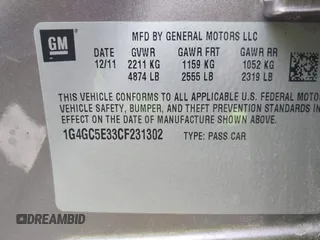 GM
MFD BY GENERAL MOTORS LLC
DATE GVWR GAWR FRT GAWR RR
12/11 2211 KG 1159 KG 1052 KG
4874 LB 2555 LB 2319 LB
THIS VEHICLE CONFORMS TO ALL APPLICABLE U.S. FEDERAL MOTOR
VEHICLE SAFETY, BUMPER, AND THEFT PREVENTION STANDARDS IN
EFFECT ON THE DATE OF MANUFACTURE SHOWN ABOVE.
1G4GC5E33CF231302 TYPE: PASS CAR
DREAMBID